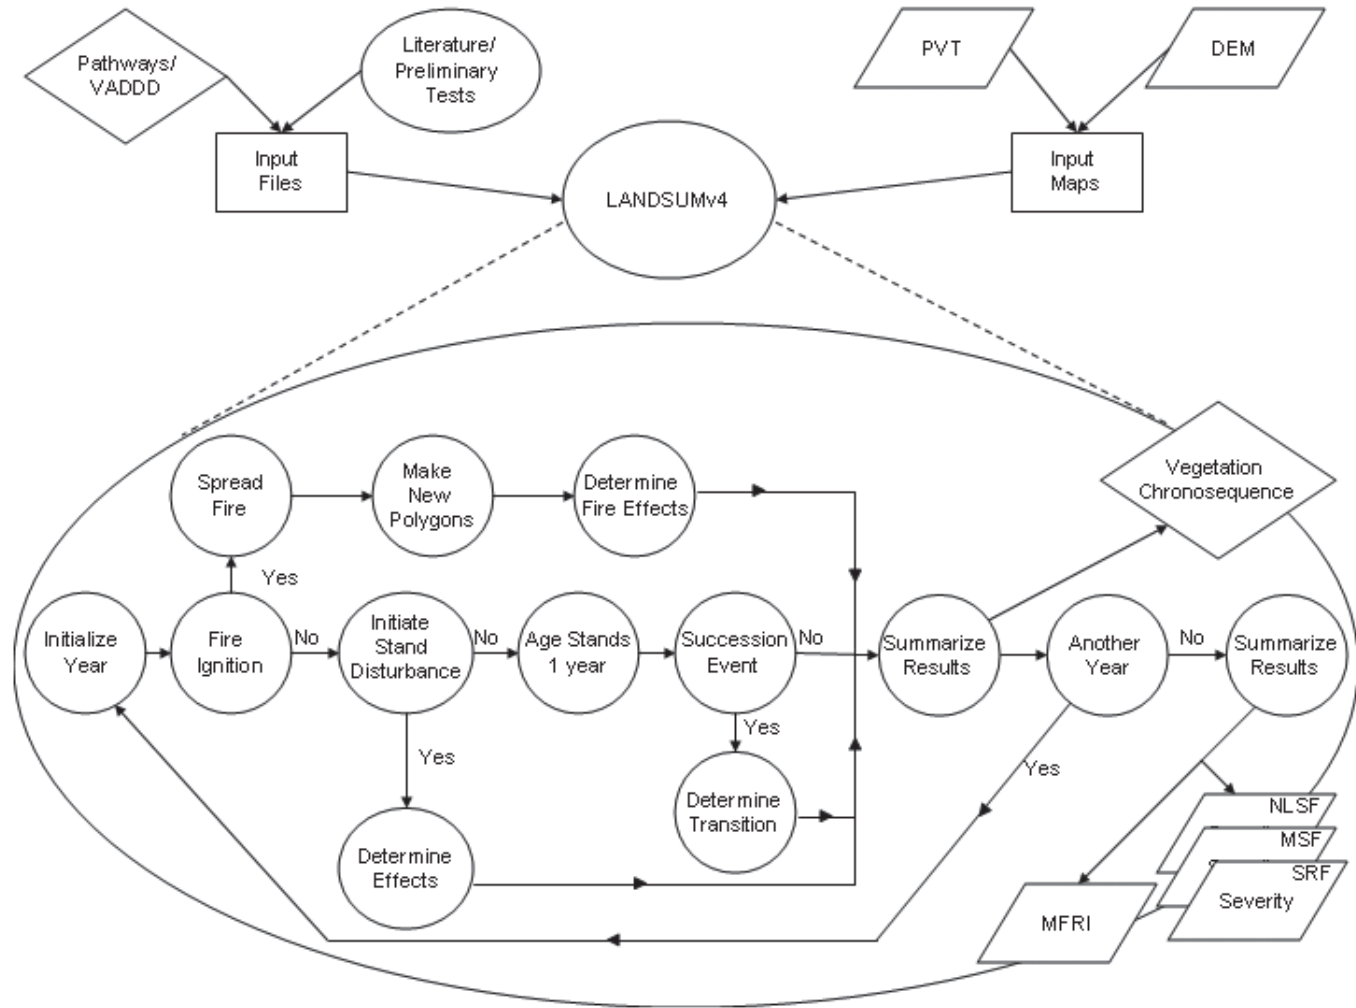 Pathways/
VADDD
Literature/
Preliminary
Tests
PVT
DEM
Input
Files
LANDSUMv4
Input
Maps
Spread
Fire
Make
New
Polygons
Determine
Fire Effects
Vegetation
Chronosequence
Yes
Initialize
Year
Fire
Ignition
No
Initiate
Stand
Disturbance
No
Age Stands
1 year
Succession
Event
No
Summarize
Results
Another
Year
No
Summarize
Results
Yes
Yes
Yes
Determine
Effects
Determine
Transition
NLSF
MSF
SRF
Severity
MFRI